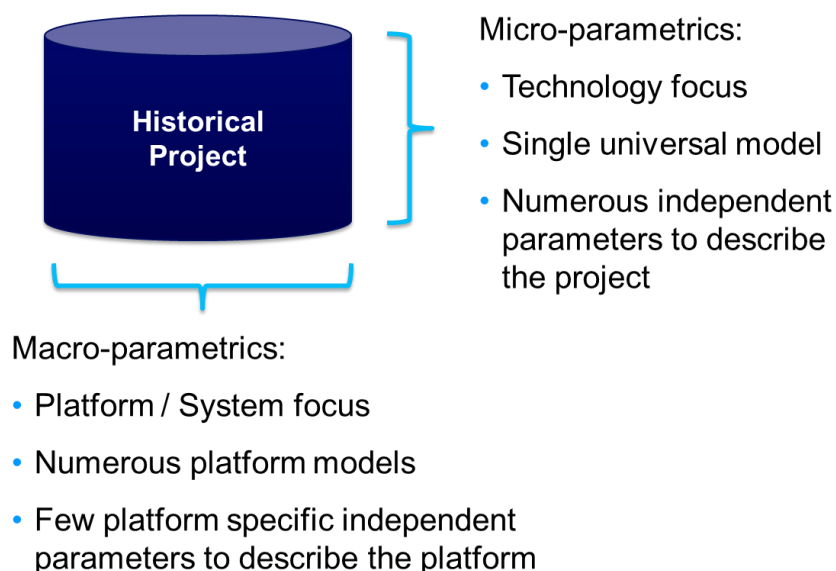 Historical
Project
Micro-parametrics:
• Technology focus
• Single universal model
• Numerous independent
parameters to describe
the project
Macro-parametrics:
• Platform / System focus
• Numerous platform models
• Few platform specific independent
parameters to describe the platform